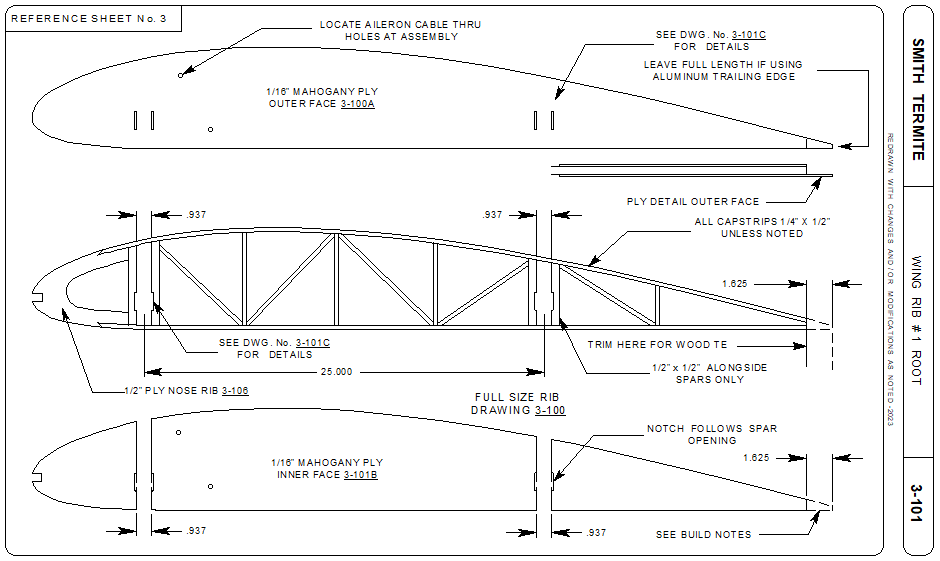 REFERENCE SHEET No. 3
LOCATE AILERON CABLE THRU
HOLES AT ASSEMBLY
SEE DWG. No. 3-101C
FOR DETAILS
LEAVE FULL LENGTH IF USING
ALUMINUM TRAILING EDGE
1/16" MAHOGANY PLY
OUTER FACE 3-100A
PLY DETAIL OUTER FACE
.937
.937
ALL CAPSTRIPS 1/4" X 1/2"
UNLESS NOTED
1.625
SEE DWG. No. 3-101C
FOR DETAILS
TRIM HERE FOR WOOD TE
25.000
1/2" x 1/2" ALONGSIDE
SPARS ONLY
1/2" PLY NOSE RIB 3-106
FULL SIZE RIB
DRAWING 3-100
NOTCH FOLLOWS SPAR
OPENING
1/16" MAHOGANY PLY
INNER FACE 3-101B
1.625
.937
.937
SEE BUILD NOTES
REDRAWN WITH CHANGES AND/OR MODIFICATIONS AS NOTED -2023
SMITH TERMITE
WING RIB # 1 ROOT
3-101